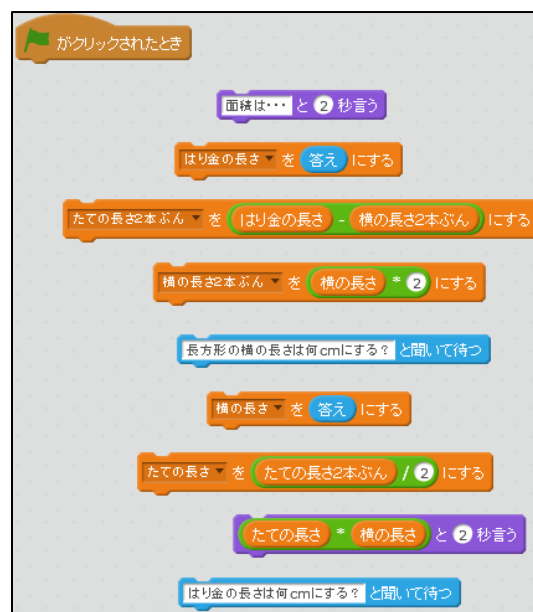 がクリックされたとき
面積は・・・ と 2 秒言う
はり金の長さ を 答え にする
たての長さ2本ぶん を はり金の長さ - 横の長さ2本ぶん にする
横の長さ2本ぶん を 横の長さ * 2 にする
長方形の横の長さは何cmにする? と聞いて待つ
横の長さ を 答え にする
たての長さ を たての長さ2本ぶん / 2 にする
たての長さ * 横の長さ と 2 秒言う
はり金の長さは何cmにする? と聞いて待つ